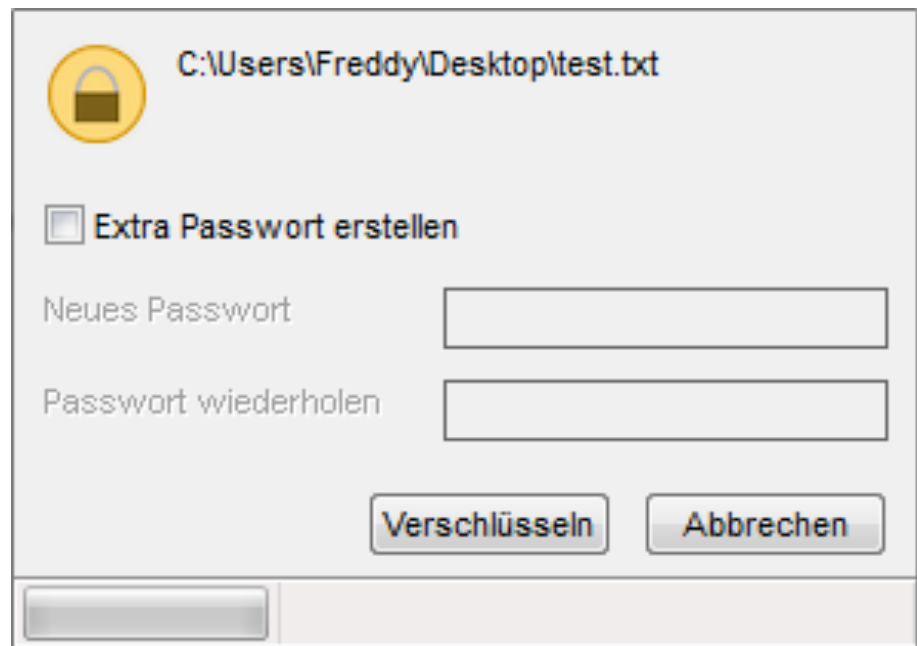 C:\Users\Freddy\Desktop\test.txt
Extra Passwort erstellen
Neues Passwort
Passwort wiederholen
Verschlüsseln Abbrechen